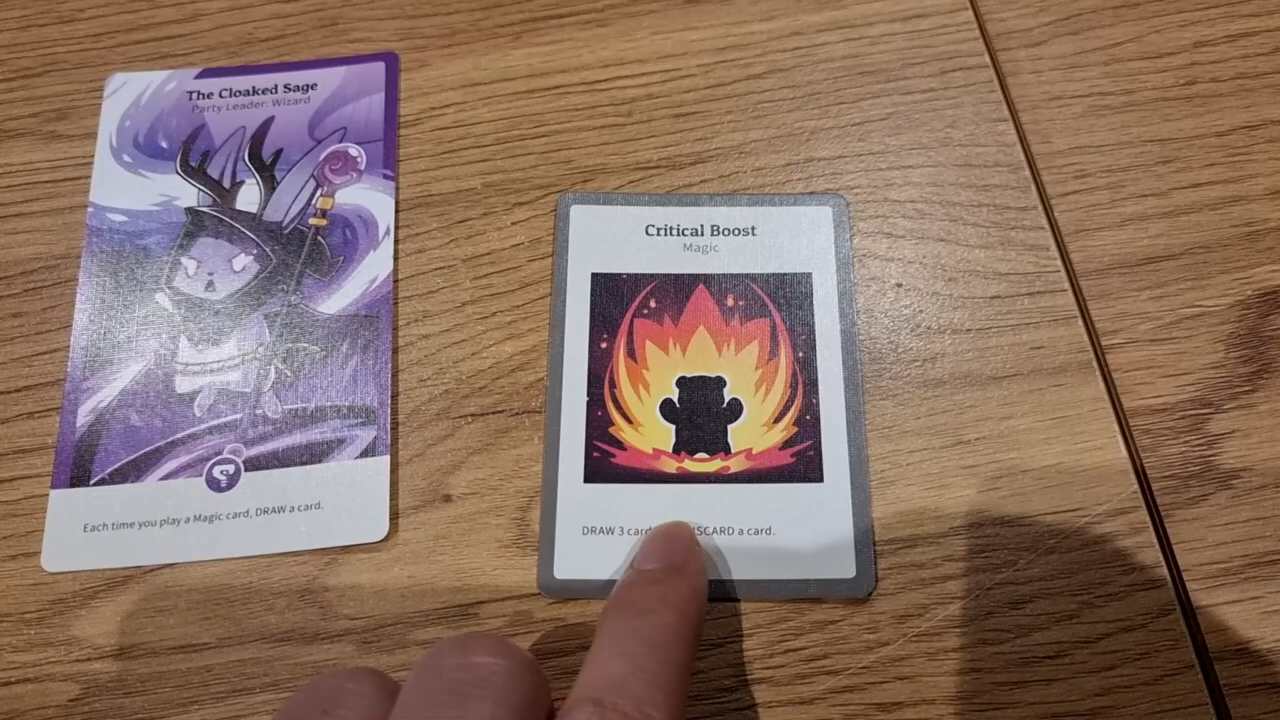 The Cloaked Sage
Party Leader: Wizard
Each time you play a Magic card, DRAW a card.
Critical Boost
Magic
DRAW 3 card ISCARD a card.